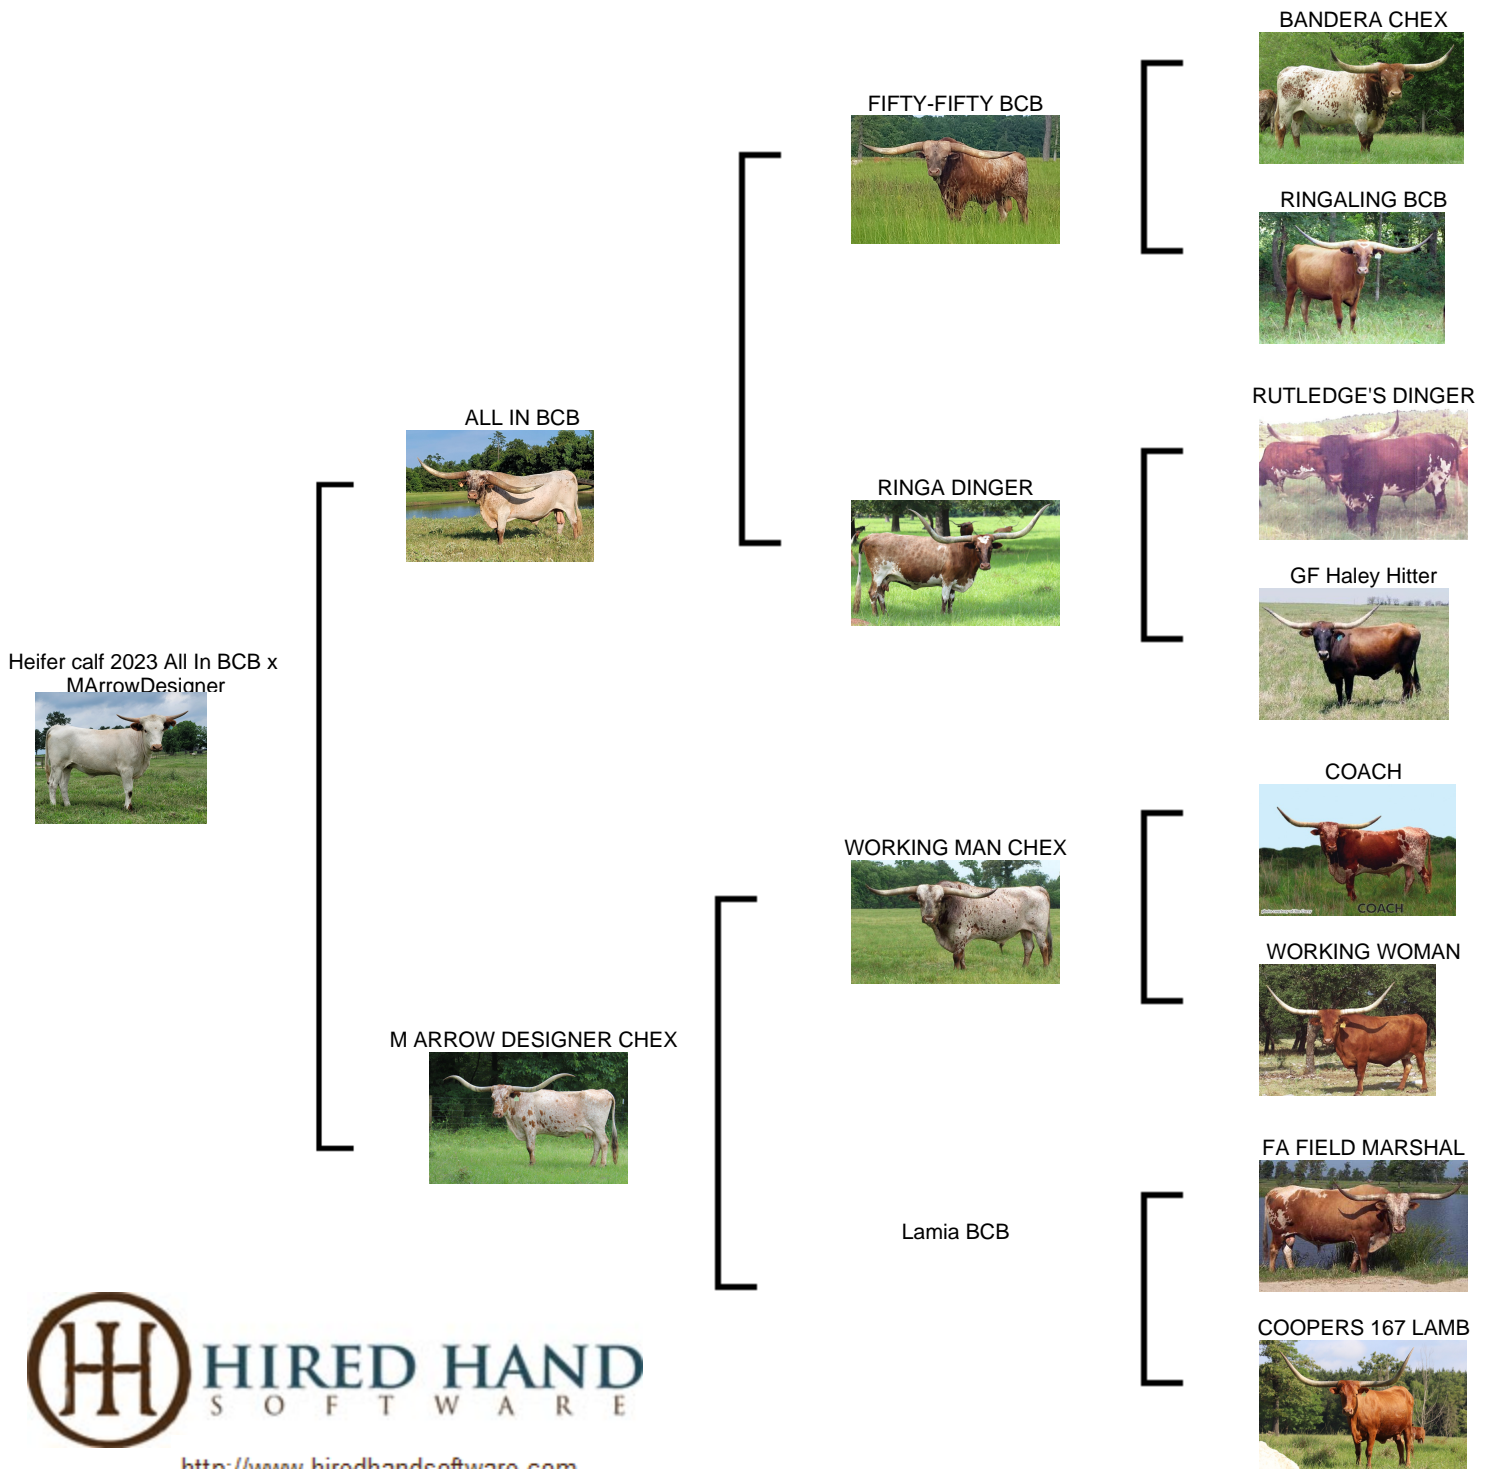 BANDERA CHEX
FIFTY-FIFTY BCB
RINGALING BCB
RUTLEDGE'S DINGER
ALL IN BCB
RINGA DINGER
GF Haley Hitter
Heifer calf 2023 All In BCB x
MArrowDesigner
COACH
WORKING MAN CHEX
COACH
WORKING WOMAN
M ARROW DESIGNER CHEX
FA FIELD MARSHAL
Lamia BCB
COOPERS 167 LAMB
HIRED HAND
SOFTWARE
http://www.hiredhandsoftware.com